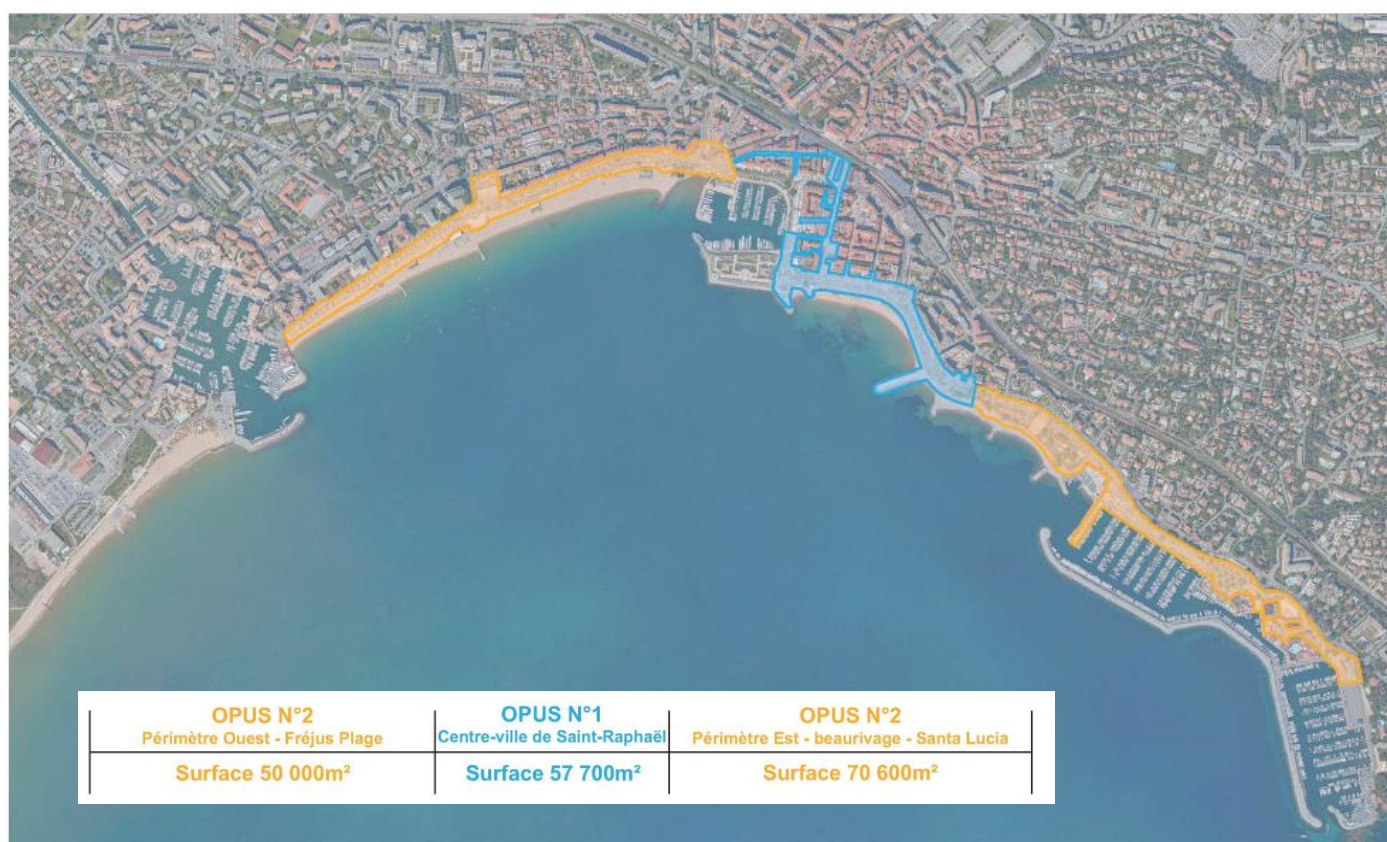 OPUS N°2
Périmètre Ouest - Fréjus Plage
Surface 50 000m²
OPUS N°1
Centre-ville de Saint-Raphaël
Surface 57 700m²
OPUS N°2
Périmètre Est - beaurivage - Santa Lucia
Surface 70 600m²